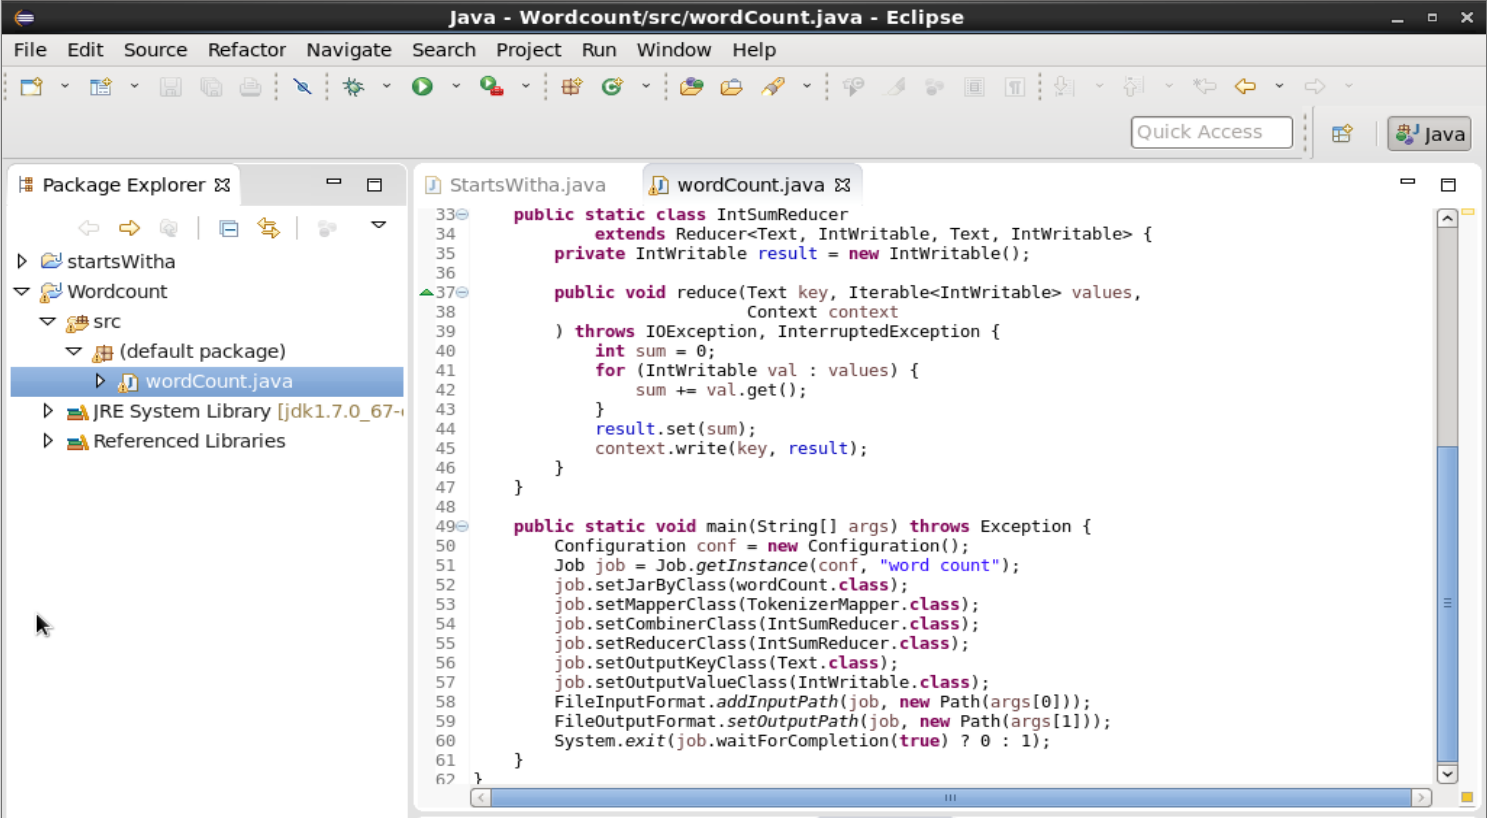 Java - Wordcount/src/wordCount.java - Eclipse
File Edit Source Refactor Navigate Search Project Run Window Help
Quick Access
Java
Package Explorer
startsWitha
Wordcount
src
(default package)
wordCount.java
JRE System Library [jdk1.7.0_67-
Referenced Libraries
StartsWitha.java wordCount.java
33 public static class IntSumReducer
34 extends Reducer<Text, IntWritable, Text, IntWritable> {
35 private IntWritable result = new IntWritable();
36
37 public void reduce(Text key, Iterable<IntWritable> values,
38 Context context
39 ) throws IOException, InterruptedException {
40 int sum = 0;
41 for (IntWritable val : values) {
42 sum += val.get();
43 }
44 result.set(sum);
45 context.write(key, result);
46 }
47 }
48
49 public static void main(String[] args) throws Exception {
50 Configuration conf = new Configuration();
51 Job job = Job.getInstance(conf, "word count");
52 job.setJarByClass(wordCount.class);
53 job.setMapperClass(TokenizerMapper.class);
54 job.setCombinerClass(IntSumReducer.class);
55 job.setReducerClass(IntSumReducer.class);
56 job.setOutputKeyClass(Text.class);
57 job.setOutputValueClass(IntWritable.class);
58 FileInputFormat.addInputPath(job, new Path(args[0]));
59 FileOutputFormat.setOutputPath(job, new Path(args[1]));
60 System.exit(job.waitForCompletion(true) ? 0 : 1);
61 }
62 }